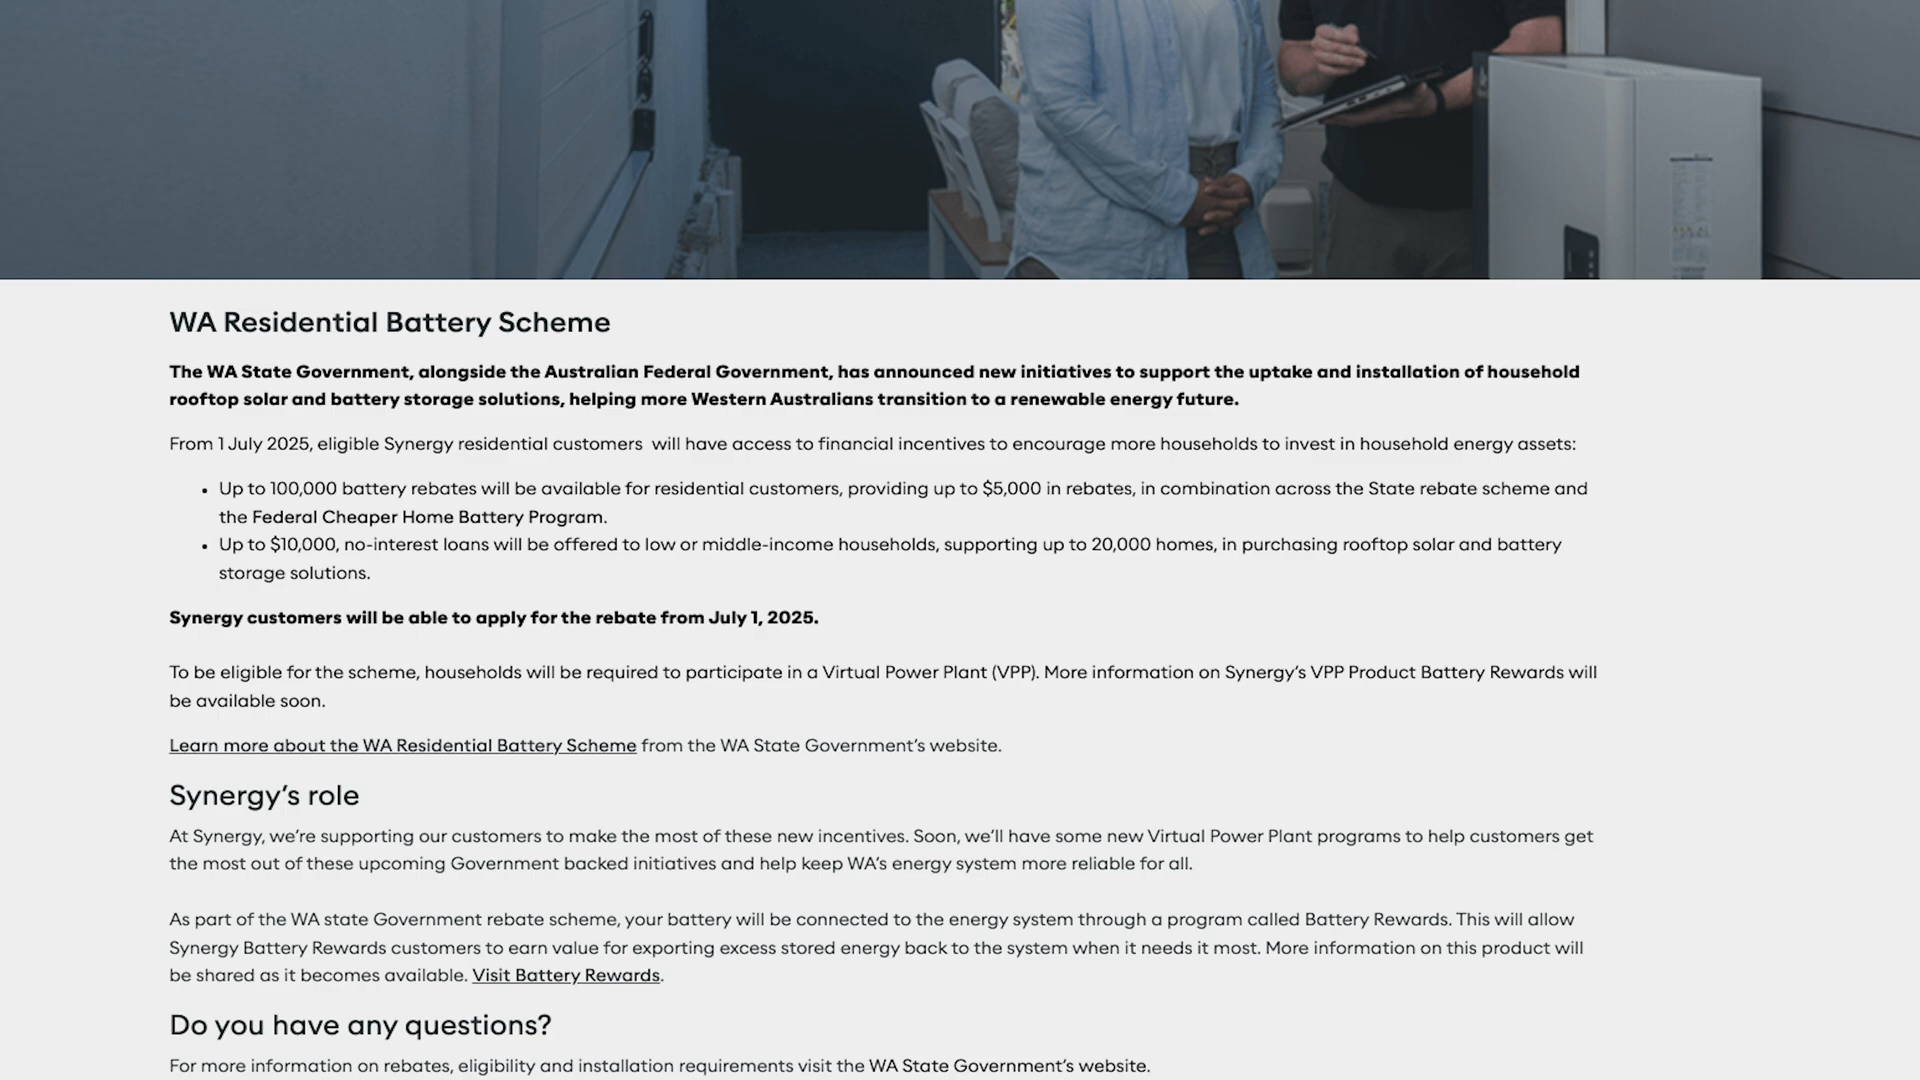 WA Residential Battery Scheme
The WA State Government, alongside the Australian Federal Government, has announced new initiatives to support the uptake and installation of household
rooftop solar and battery storage solutions, helping more Western Australians transition to a renewable energy future.
From 1 July 2025, eligible Synergy residential customers will have access to financial incentives to encourage more households to invest in household energy assets:
• Up to 100,000 battery rebates will be available for residential customers, providing up to $5,000 in rebates, in combination across the State rebate scheme and
the Federal Cheaper Home Battery Program.
• Up to $10,000, no-interest loans will be offered to low or middle-income households, supporting up to 20,000 homes, in purchasing rooftop solar and battery
storage solutions.
Synergy customers will be able to apply for the rebate from July 1, 2025.
To be eligible for the scheme, households will be required to participate in a Virtual Power Plant (VPP). More information on Synergy's VPP Product Battery Rewards will
be available soon.
Learn more about the WA Residential Battery Scheme from the WA State Government's website.
Synergy's role
At Synergy, we're supporting our customers to make the most of these new incentives. Soon, we'll have some new Virtual Power Plant programs to help customers get
the most out of these upcoming Government backed initiatives and help keep WA's energy system more reliable for all.
As part of the WA state Government rebate scheme, your battery will be connected to the energy system through a program called Battery Rewards. This will allow
Synergy Battery Rewards customers to earn value for exporting excess stored energy back to the system when it needs it most. More information on this product will
be shared as it becomes available. Visit Battery Rewards.
Do you have any questions?
For more information on rebates, eligibility and installation requirements visit the WA State Government's website.